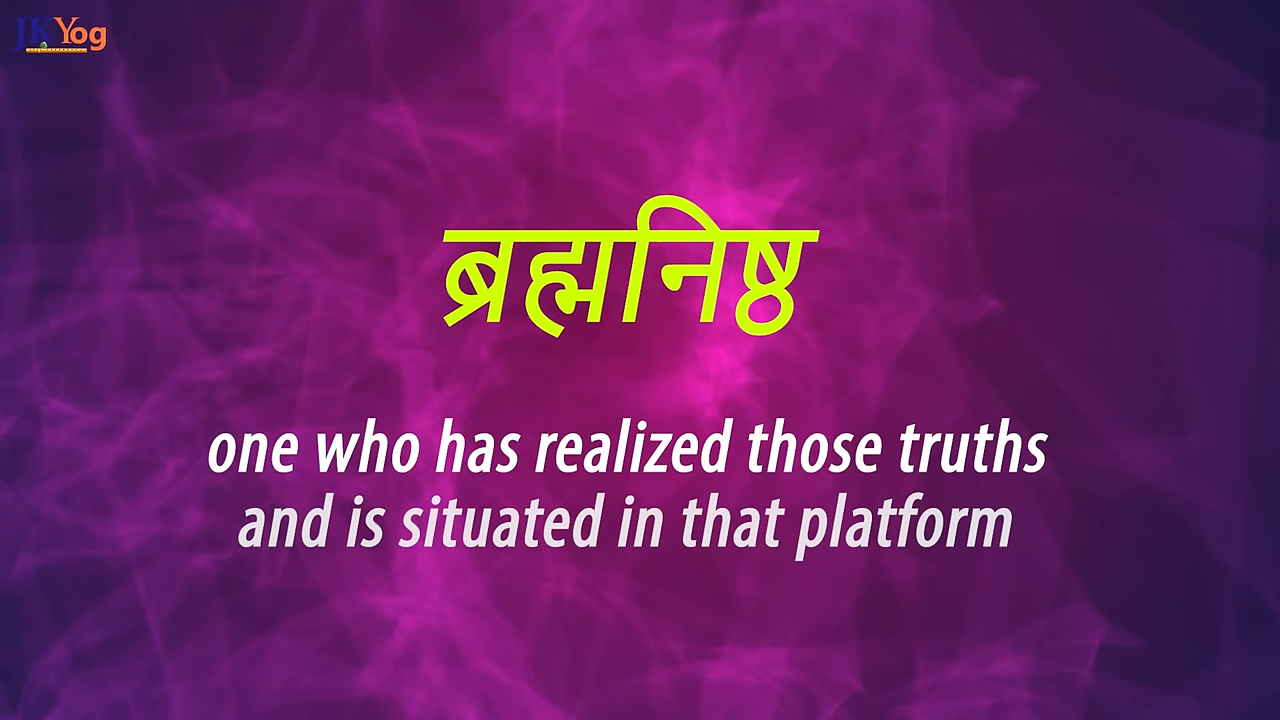 JKYog
ब्रह्मनिष्ठ
one who has realized those truths
and is situated in that platform